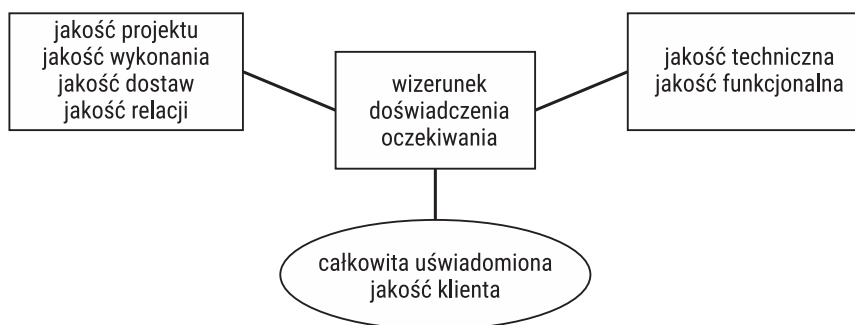 jakość projektu
jakość wykonania
jakość dostaw
jakość relacji
wizerunek
doświadczenia
oczekiwania
jakość techniczna
jakość funkcjonalna
całkowita uświadomiona
jakość klienta